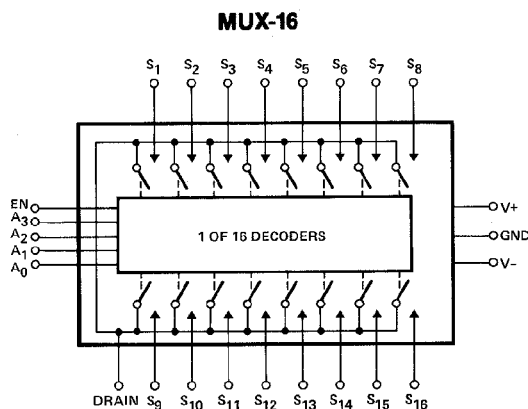 MUX-16
S1 S2 S3 S4 S5 S6 S7 S8
EN
A3
A2
A1
A0
1 OF 16 DECODERS
V+
GND
V−
DRAIN S9 S10 S11 S12 S13 S14 S15 S16